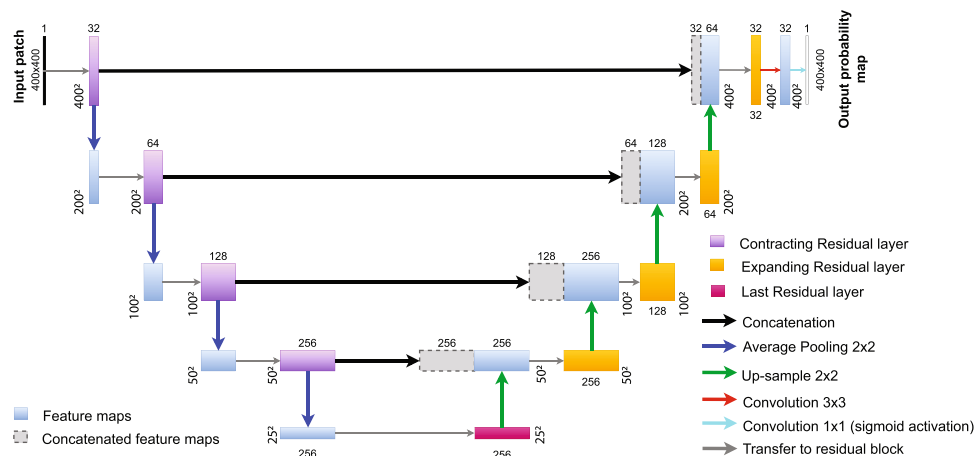 1
32
32 64
32
32
1
Input patch
400x400
400²
400²
400²
400²
400x400
Output probability map
32
64
64
128
200²
200²
200²
200²
64
128
128
256
100²
100²
100²
100²
128
256
256
256
50²
50²
50²
50²
256
25²
25²
256
256
Contracting Residual layer
Expanding Residual layer
Last Residual layer
Concatenation
Average Pooling 2x2
Up-sample 2x2
Convolution 3x3
Convolution 1x1 (sigmoid activation)
Transfer to residual block
Feature maps
Concatenated feature maps